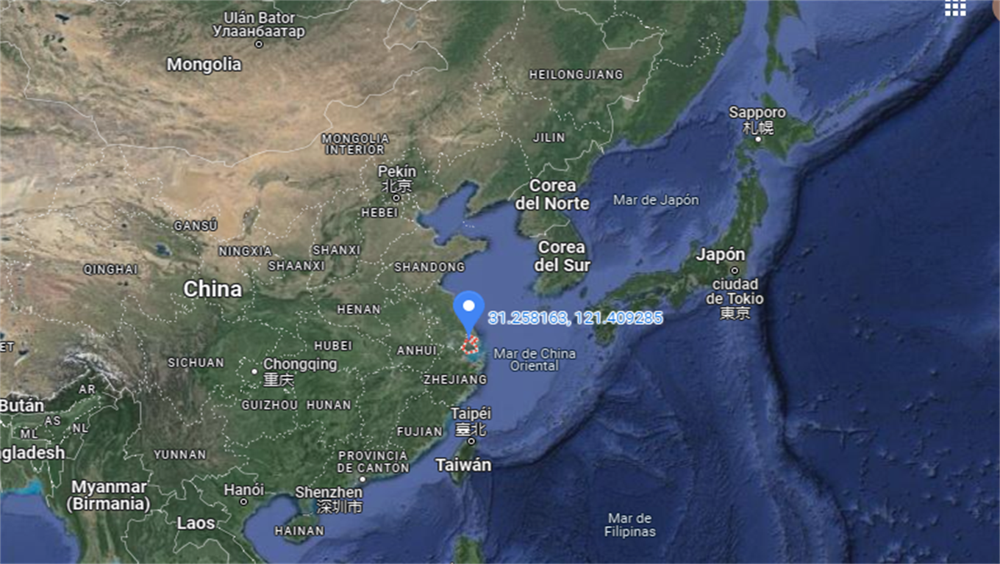 Ulán Bator
Улаанбаатар
Mongolia
HEILONGJIANG
Sapporo
札幌
JILIN
MONGOLIA
INTERIOR
Pekín
北京
Corea
del Norte
Mar de Japón
HEBEI
GANSÚ
NINGXIA
SHANXI
Corea
del Sur
Japón
SHAANXI
SHANDONG
QINGHAI
ciudad
de Tokio
東京
China
HENAN
31.258163, 121.409285
ET
HUBEI
ANHUI
Mar de China
Oriental
SICHUAN
Chongqing
重庆
ZHEJIANG
AR
Bután
GUIZHOU
HUNAN
Taipéi
臺北
AS
NL
ML
FUJIAN
gladesh
YUNNAN
PROVINCIA
DE CANTÓN
Taiwán
Myanmar
(Birmania)
Hanói
Shenzhen
深圳市
Laos
HAINAN
Mar de
Filipinas